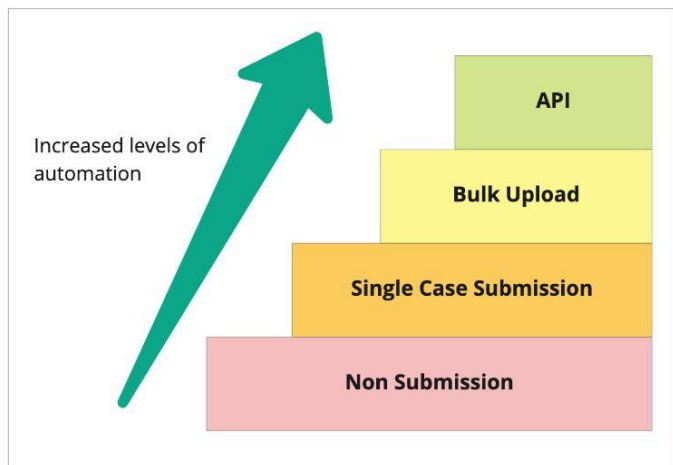 API
Increased levels of
automation
Bulk Upload
Single Case Submission
Non Submission